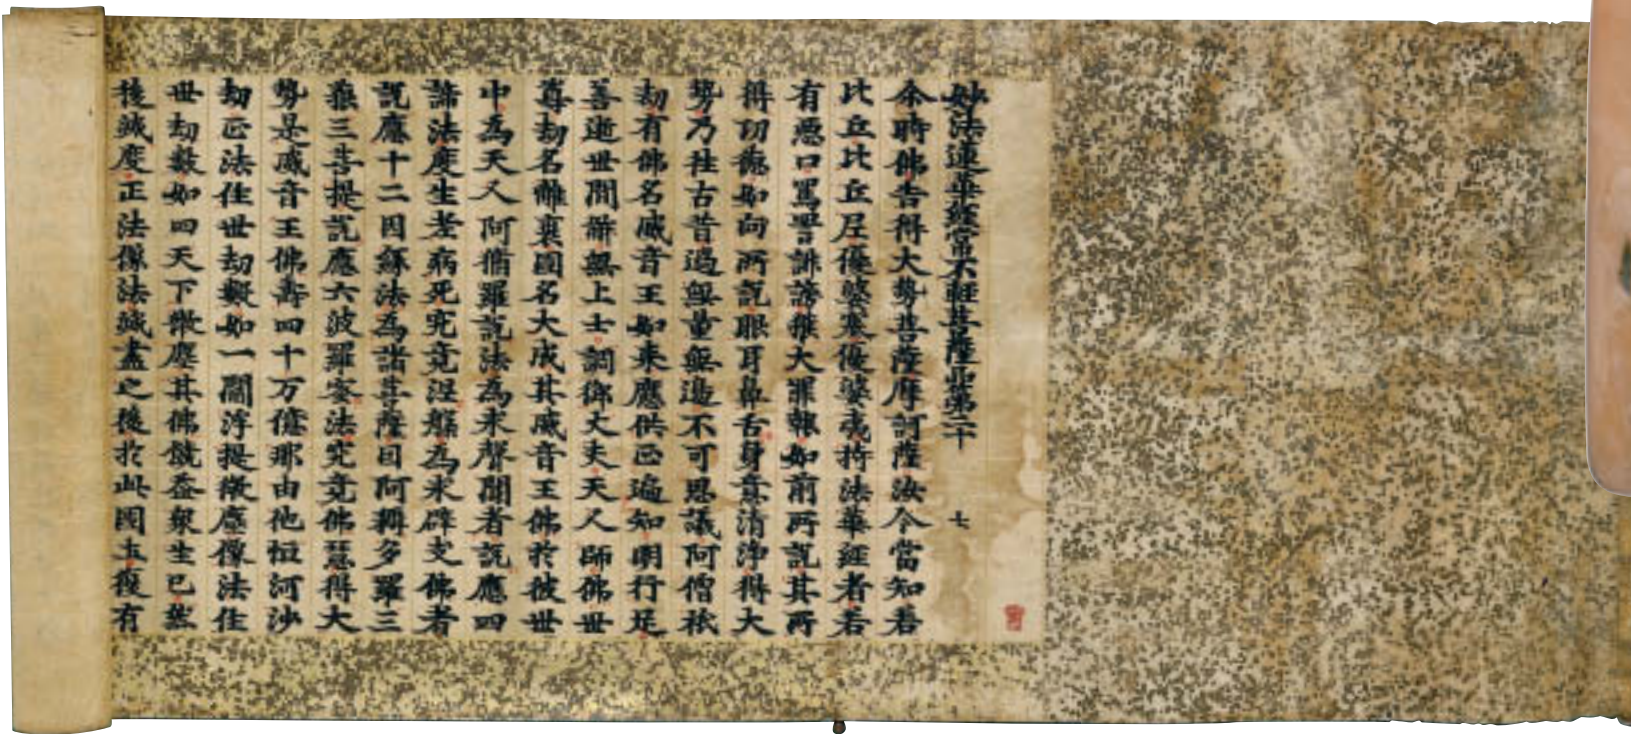 妙法蓮華經常不輕菩薩品第二十 七
尒時佛告得大勢菩薩摩訶薩汝今當知若
比丘比丘尼優婆塞優婆夷持法華經者若
有惡口罵詈誹謗獲大罪報如前所說其所
得功德如向所說眼耳鼻舌身意清淨得大
勢乃往古昔過無量無邊不可思議阿僧祇
劫有佛名威音王如來應供正遍知明行足
善逝世間解無上士調御丈夫天人師佛世
尊劫名離衰國名大成其威音王佛於彼世
中為天人阿脩羅說法為求聲聞者說應四
諦法度生老病死究竟涅槃為求辟支佛者
說應十二因緣法為諸菩薩因阿耨多羅三
藐三菩提說應六波羅蜜法究竟佛慧得大
勢是威音王佛壽四十万億那由他恒河沙
劫正法住世劫數如一閻浮提微塵像法住
世劫數如四天下微塵其佛饒益衆生已然
後滅度正法像法滅盡之後於此國土復有